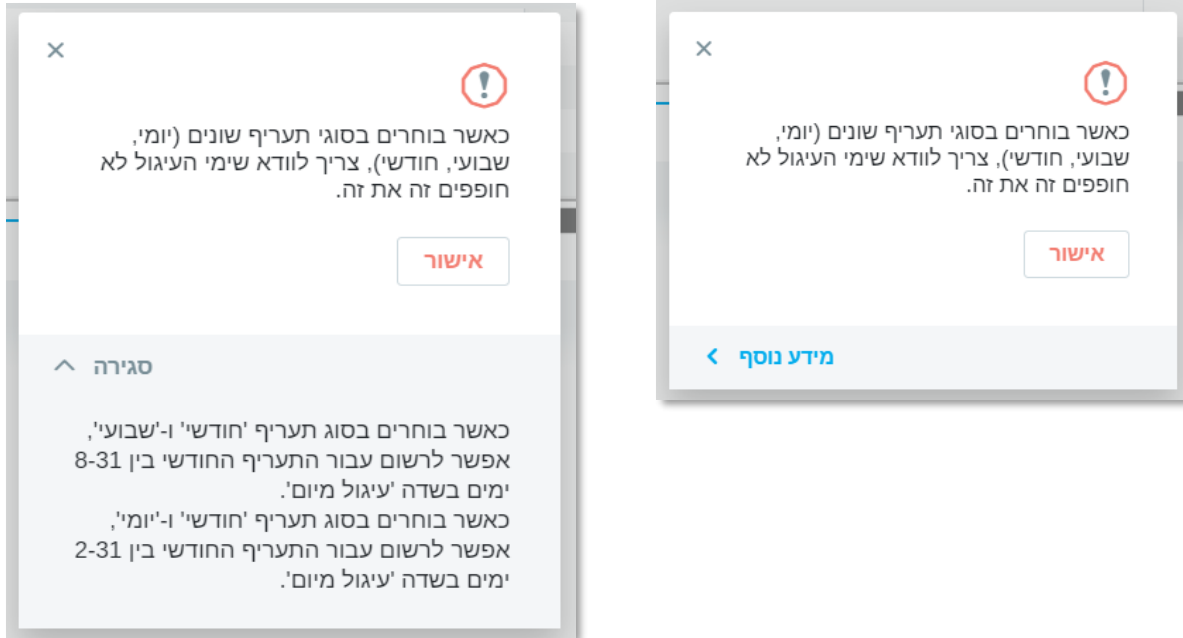 כאשר בוחרים בסוגי תעריף שונים (יומי,
שבועי, חודשי), צריך לוודא שימי העיגול לא
חופפים זה את זה.
אישור
מידע נוסף
כאשר בוחרים בסוגי תעריף שונים (יומי,
שבועי, חודשי), צריך לוודא שימי העיגול לא
חופפים זה את זה.
אישור
סגירה
כאשר בוחרים בסוג תעריף 'חודשי' ו-'שבועי',
אפשר לרשום עבור התעריף החודשי בין 8-31
ימים בשדה 'עיגול מיום'.
כאשר בוחרים בסוג תעריף 'חודשי' ו-'יומי',
אפשר לרשום עבור התעריף החודשי בין 2-31
ימים בשדה 'עיגול מיום'.